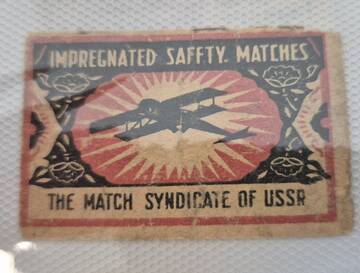 IMPREGNATED SAFFTY. MATCHES
THE MATCH SYNDICATE OF USSR